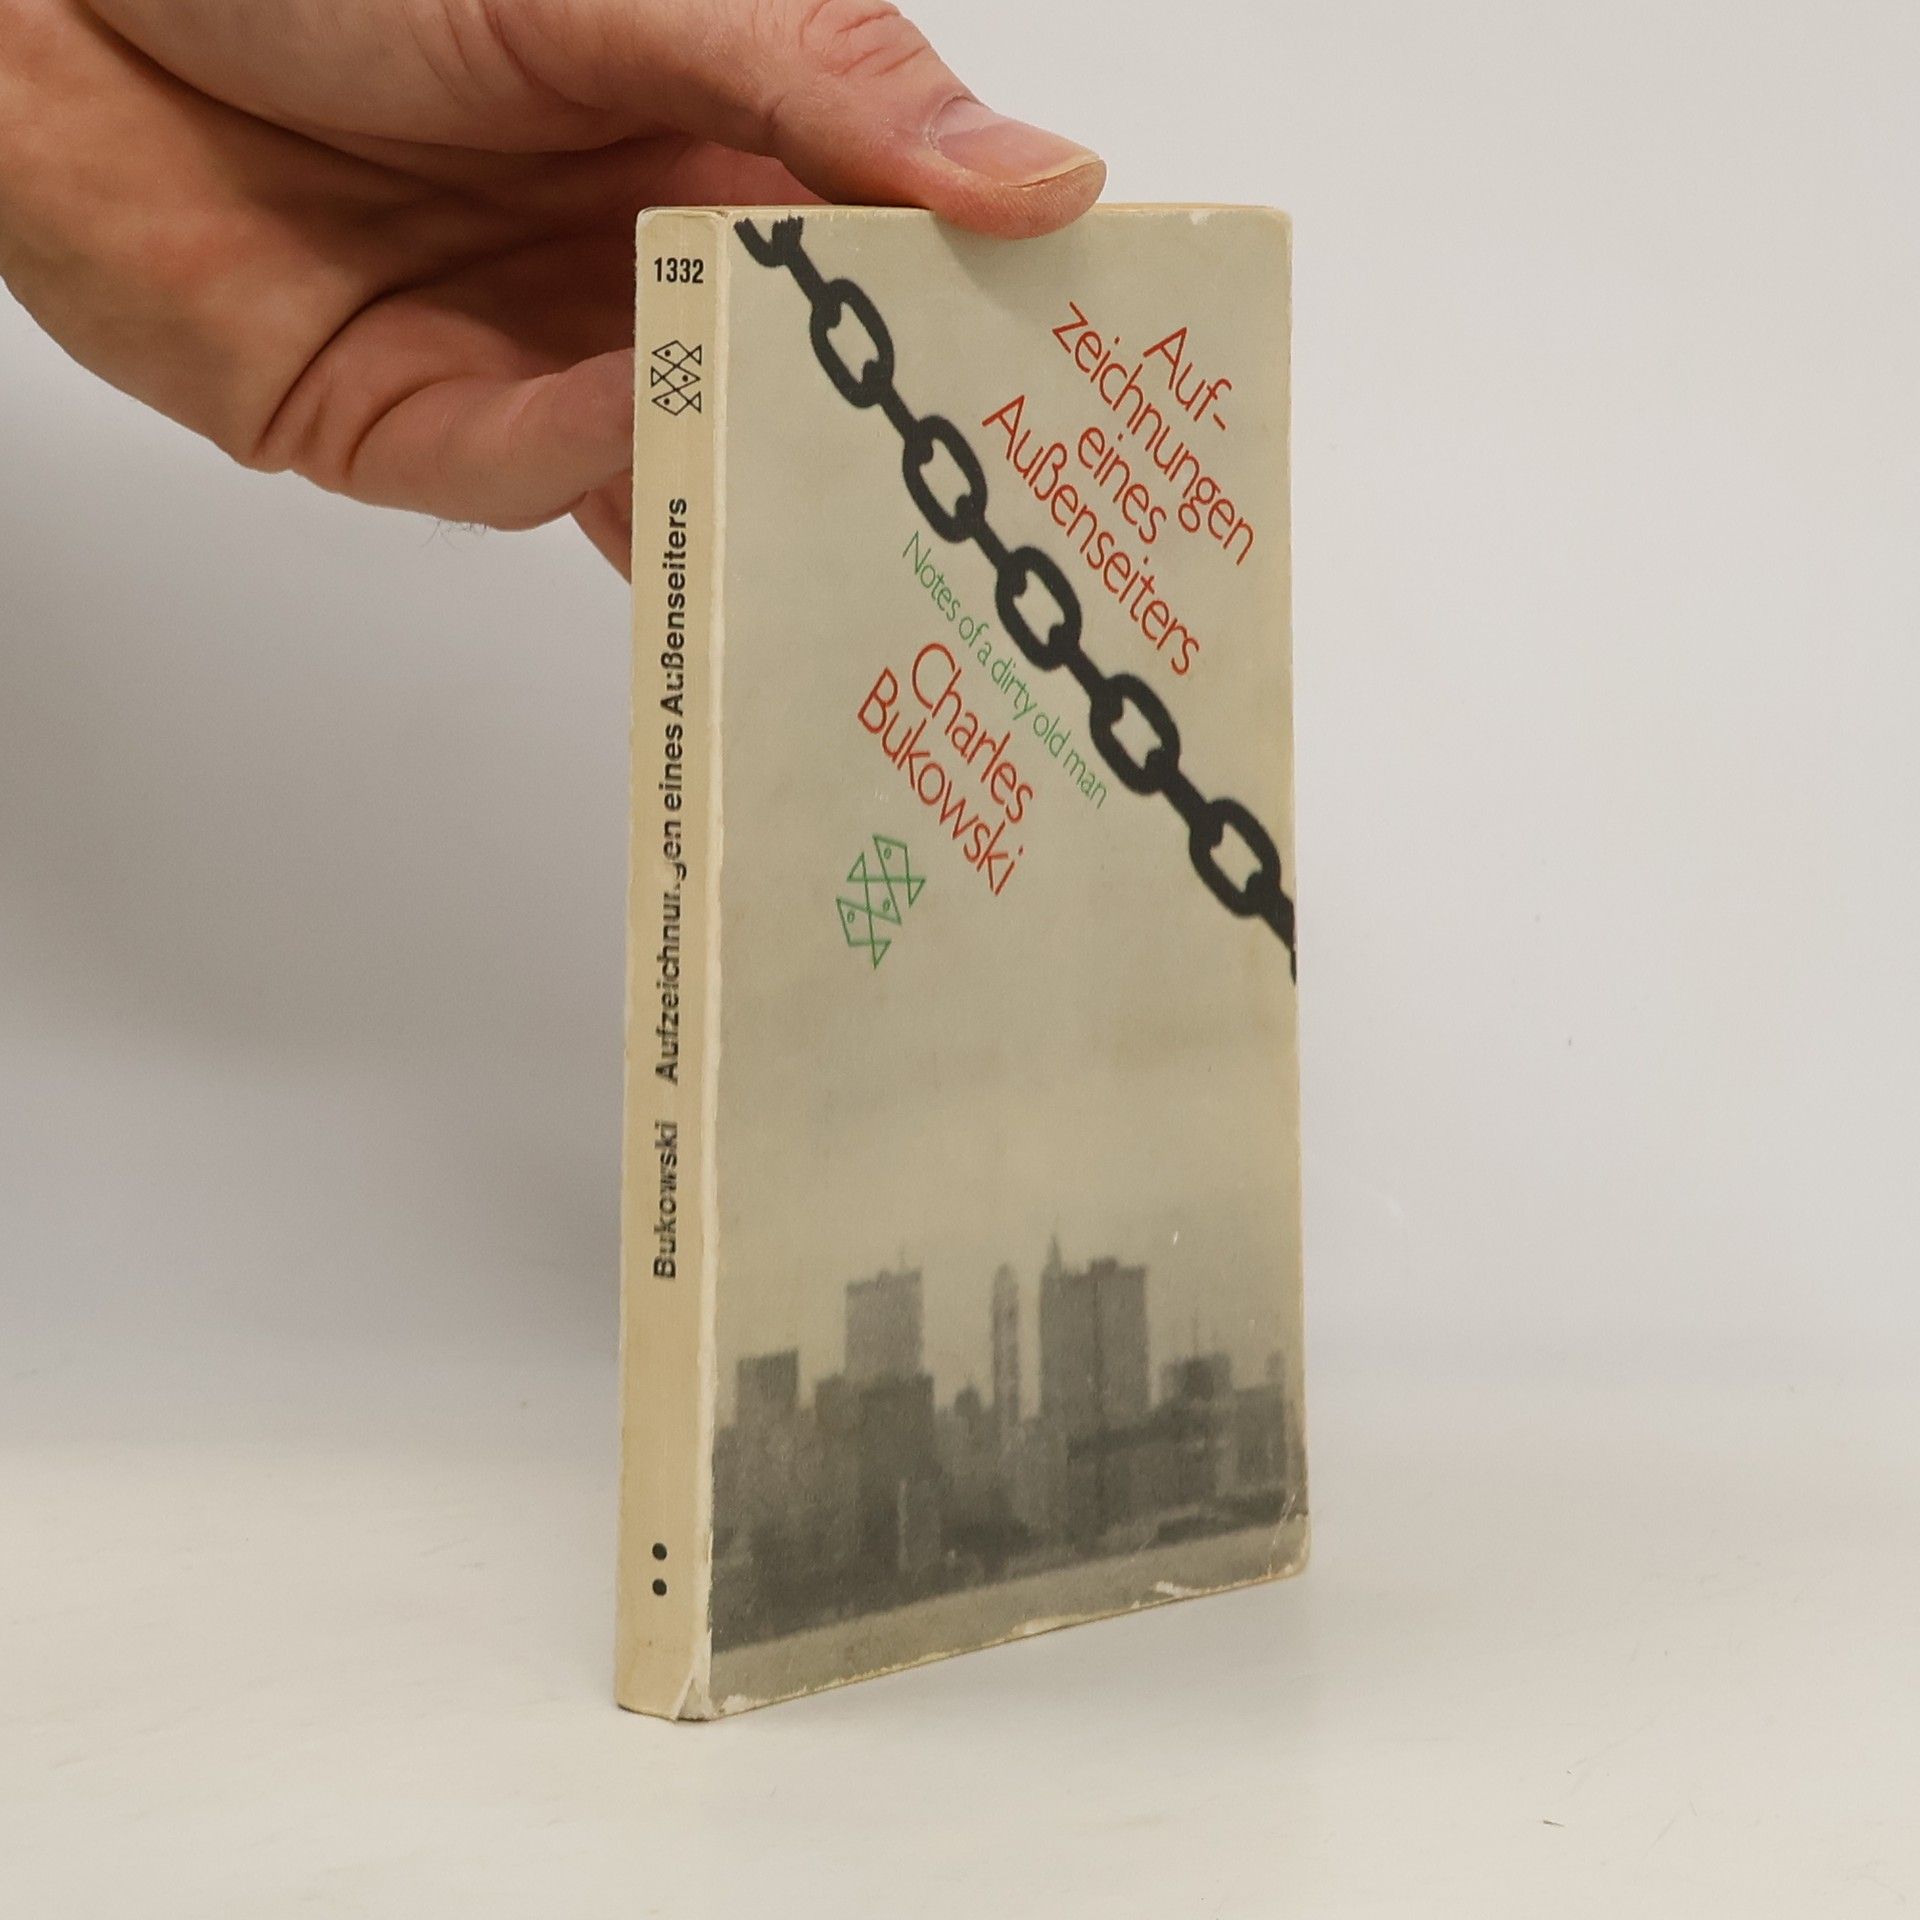 1332
Bukowski Aufzeichnungen eines Außenseiters
Auf-
zeichnungen
eines
Außenseiters
Notes of a dirty old man
Charles
Bukowski